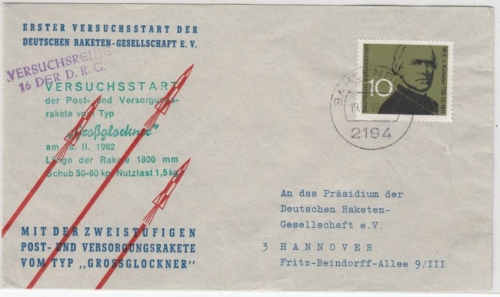 ERSTER VERSUCHSSTART DER
DEUTSCHEN RAKETEN-GESELLSCHAFT E.V.
VERSUCHSREIHE
16 DER D.R.G.
VERSUCHSSTART
der Post- und Versorgungs-
rakete vom Typ
"Großglockner"
am II. 1962
Länge der Rakete 1800 mm
Schub 50-60 kp Nutzlast 1,5 kg
MIT DER ZWEISTUFIGEN
POST- UND VERSORGUNGSRAKETE
VOM TYP „GROSSGLOCKNER"
10
2194
An das Präsidium der
Deutschen Raketen-
Gesellschaft e.V.
3 HANNOVER
Fritz-Beindorff-Allee 9/III